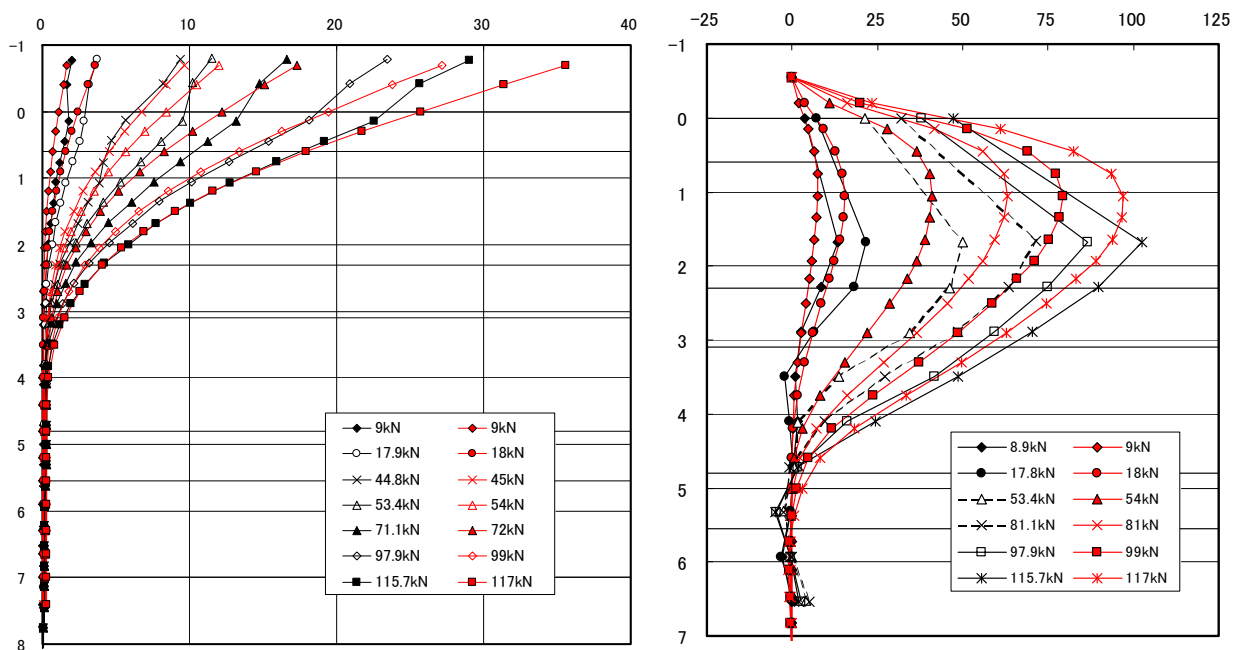 0 10 20 30 40
-1
0
1
2
3
4
5
6
7
8
9kN 9kN
17.9kN 18kN
44.8kN 45kN
53.4kN 54kN
71.1kN 72kN
97.9kN 99kN
115.7kN 117kN
-25 0 25 50 75 100 125
-1
0
1
2
3
4
5
6
7
8.9kN 9kN
17.8kN 18kN
53.4kN 54kN
81.1kN 81kN
97.9kN 99kN
115.7kN 117kN